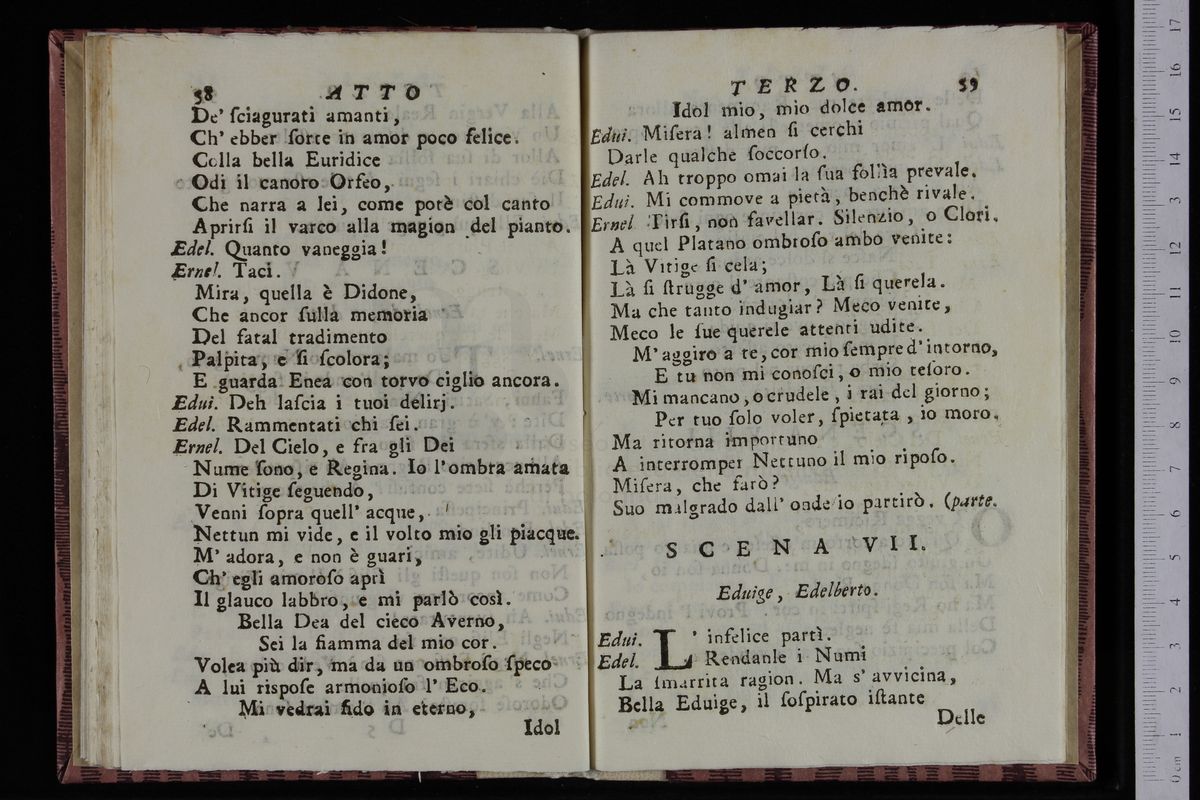 58 ATTO
De' ſciagurati amanti,
Ch' ebber ſorte in amor poco felice.
Colla bella Euridice
Odi il canoro Orfeo,
Che narra a lei, come potè col canto
Aprirſi il varco alla magion del pianto.
Edel. Quanto vaneggia!
Ernel. Taci.
Mira, quella è Didone,
Che ancor ſulla memoria
Del fatal tradimento
Palpita, e ſi ſcolora;
E guarda Enea con torvo ciglio ancora.
Edui. Deh laſcia i tuoi delirj.
Edel. Rammentati chi ſei.
Ernel. Del Cielo, e fra gli Dei
Nume ſono, e Regina. Io l'ombra amata
Di Vitige ſeguendo,
Venni ſopra quell' acque,
Nettun mi vide, e il volto mio gli piacque.
M' adora, e non è guari,
Ch' egli amoroſo aprì
Il glauco labbro, e mi parlò così.
Bella Dea del cieco Averno,
Sei la fiamma del mio cor.
Volea più dir, ma da un ombroſo ſpeco
A lui riſpoſe armonioſo l' Eco.
Mi vedrai fido in eterno,
Idol
TERZO. 59
Idol mio, mio dolce amor.
Edui. Miſera! almen ſi cerchi
Darle qualche ſoccorſo.
Edel. Ah troppo omai la ſua follìa prevale.
Edui. Mi commove a pietà, benchè rivale.
Ernel Tirſi, non favellar. Silenzio, o Clori.
A quel Platano ombroſo ambo venite:
Là Vitige ſi cela;
Là ſi ſtrugge d' amor, Là ſi querela.
Ma che tanto indugiar? Meco venite,
Meco le ſue querele attenti udite.
M' aggiro a te, cor mio ſempre d' intorno,
E tu non mi conoſci, o mio teſoro.
Mi mancano, o crudele, i rai del giorno;
Per tuo ſolo voler, ſpietata, io moro.
Ma ritorna importuno
A interromper Nettuno il mio ripoſo.
Miſera, che farò?
Suo malgrado dall' onde io partirò. (parte.
SCENA VII.
Eduige, Edelberto.
Edui. L' infelice partì.
Edel. Rendanle i Numi
La ſmarrita ragion. Ma s' avvicina,
Bella Eduige, il ſoſpirato iſtante
Delle